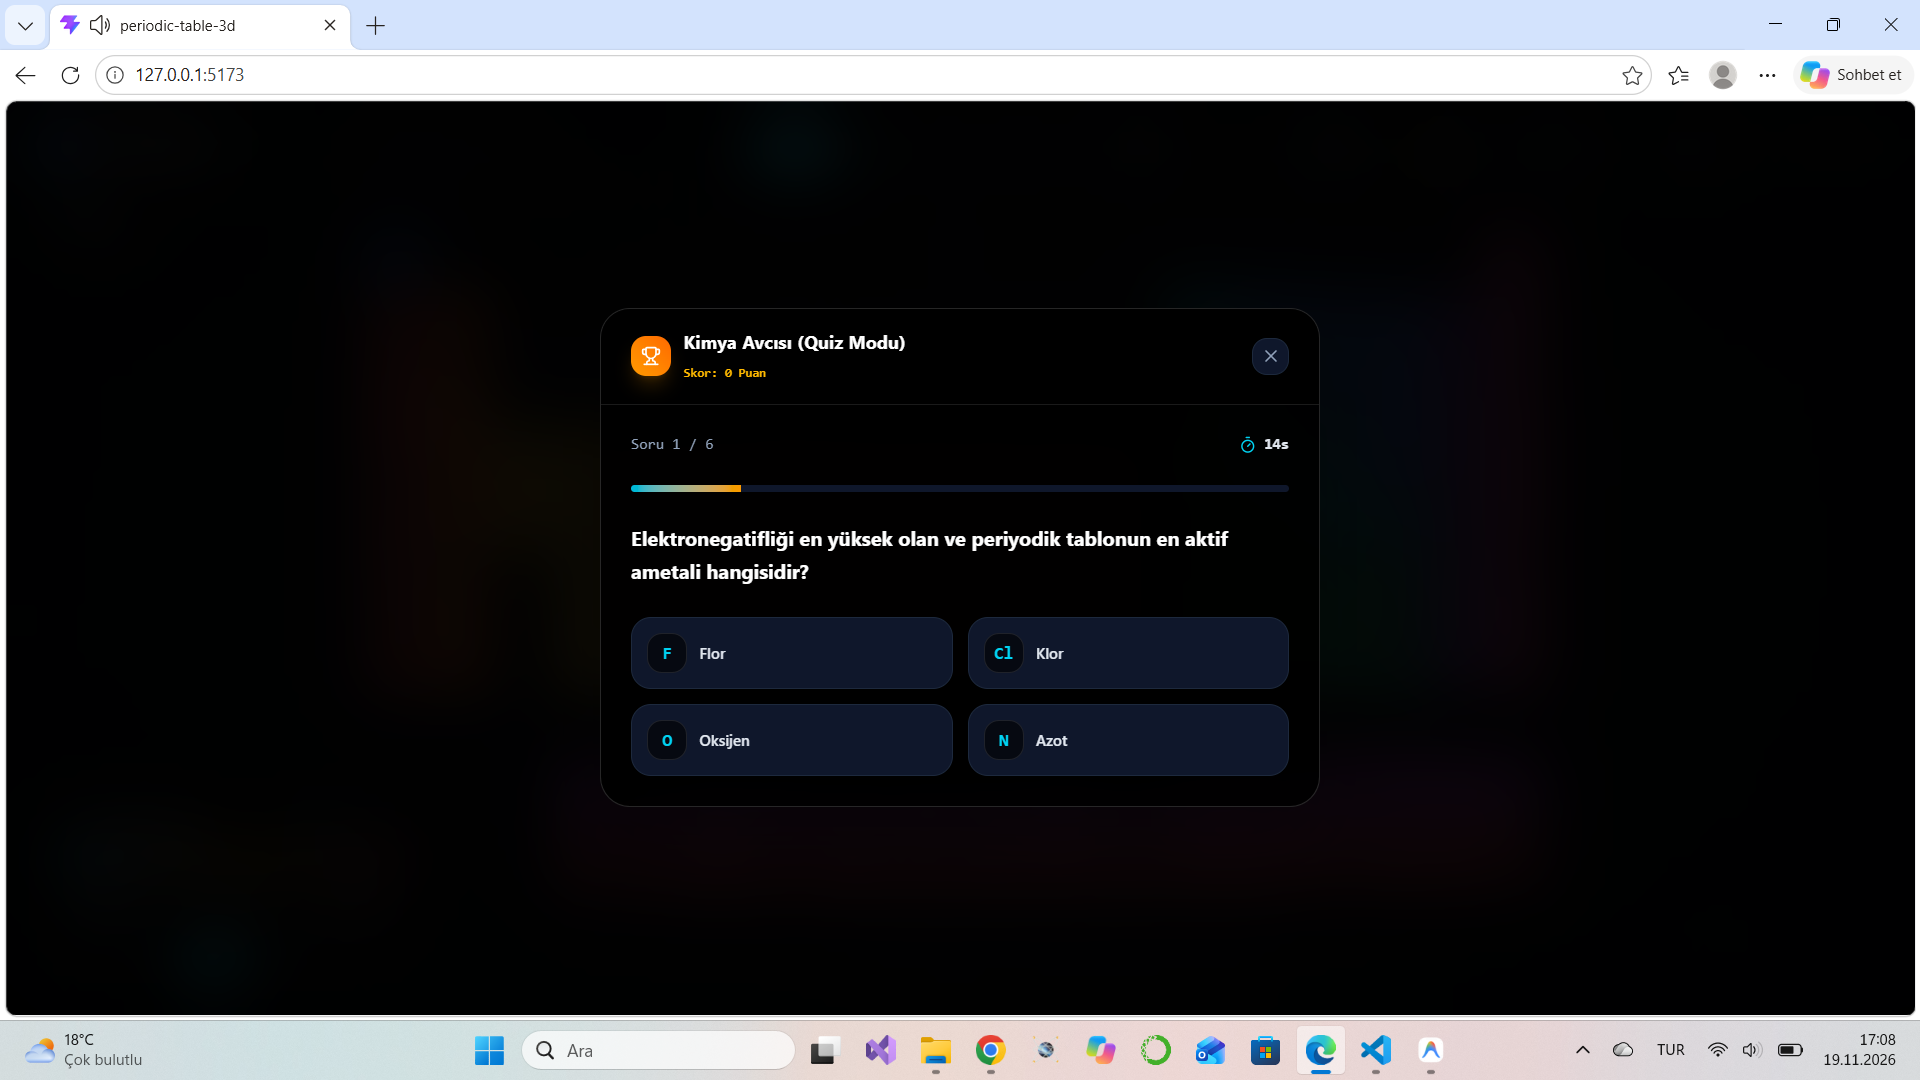 periodic-table-3d
127.0.0.1:5173
Sohbet et
Kimya Avcısı (Quiz Modu)
Skor: 0 Puan
Soru 1 / 6
14s
Elektronegatifliği en yüksek olan ve periyodik tablonun en aktif
ametali hangisidir?
F Flor
Cl Klor
O Oksijen
N Azot
18°C
Çok bulutlu
Ara
TUR
17:08
19.11.2026